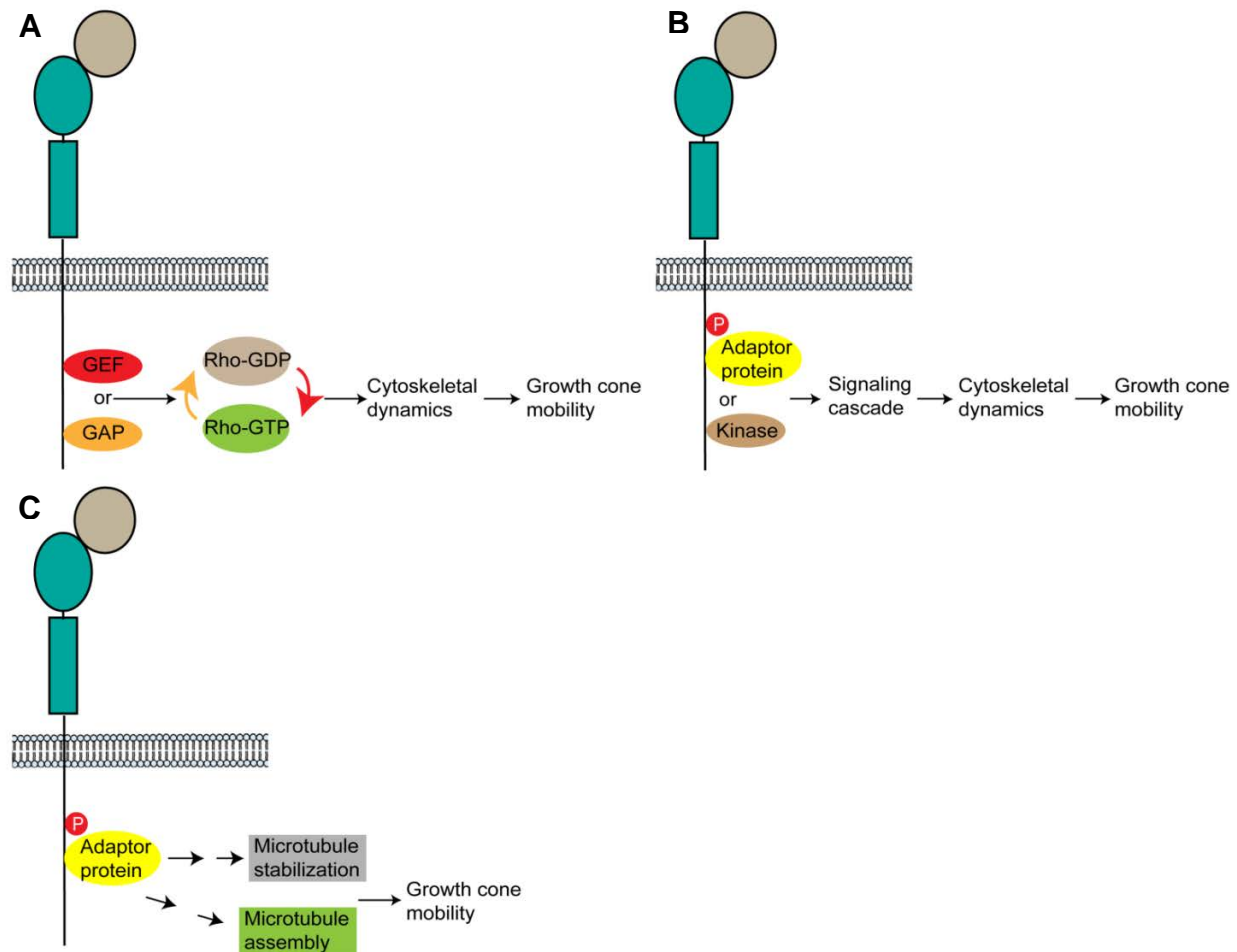 A
GEF
or
GAP
Rho-GDP
Rho-GTP
Cytoskeletal
dynamics
Growth cone
mobility
B
P
Adaptor
protein
or
Kinase
Signaling
cascade
Cytoskeletal
dynamics
Growth cone
mobility
C
P
Adaptor
protein
Microtubule
stabilization
Microtubule
assembly
Growth cone
mobility